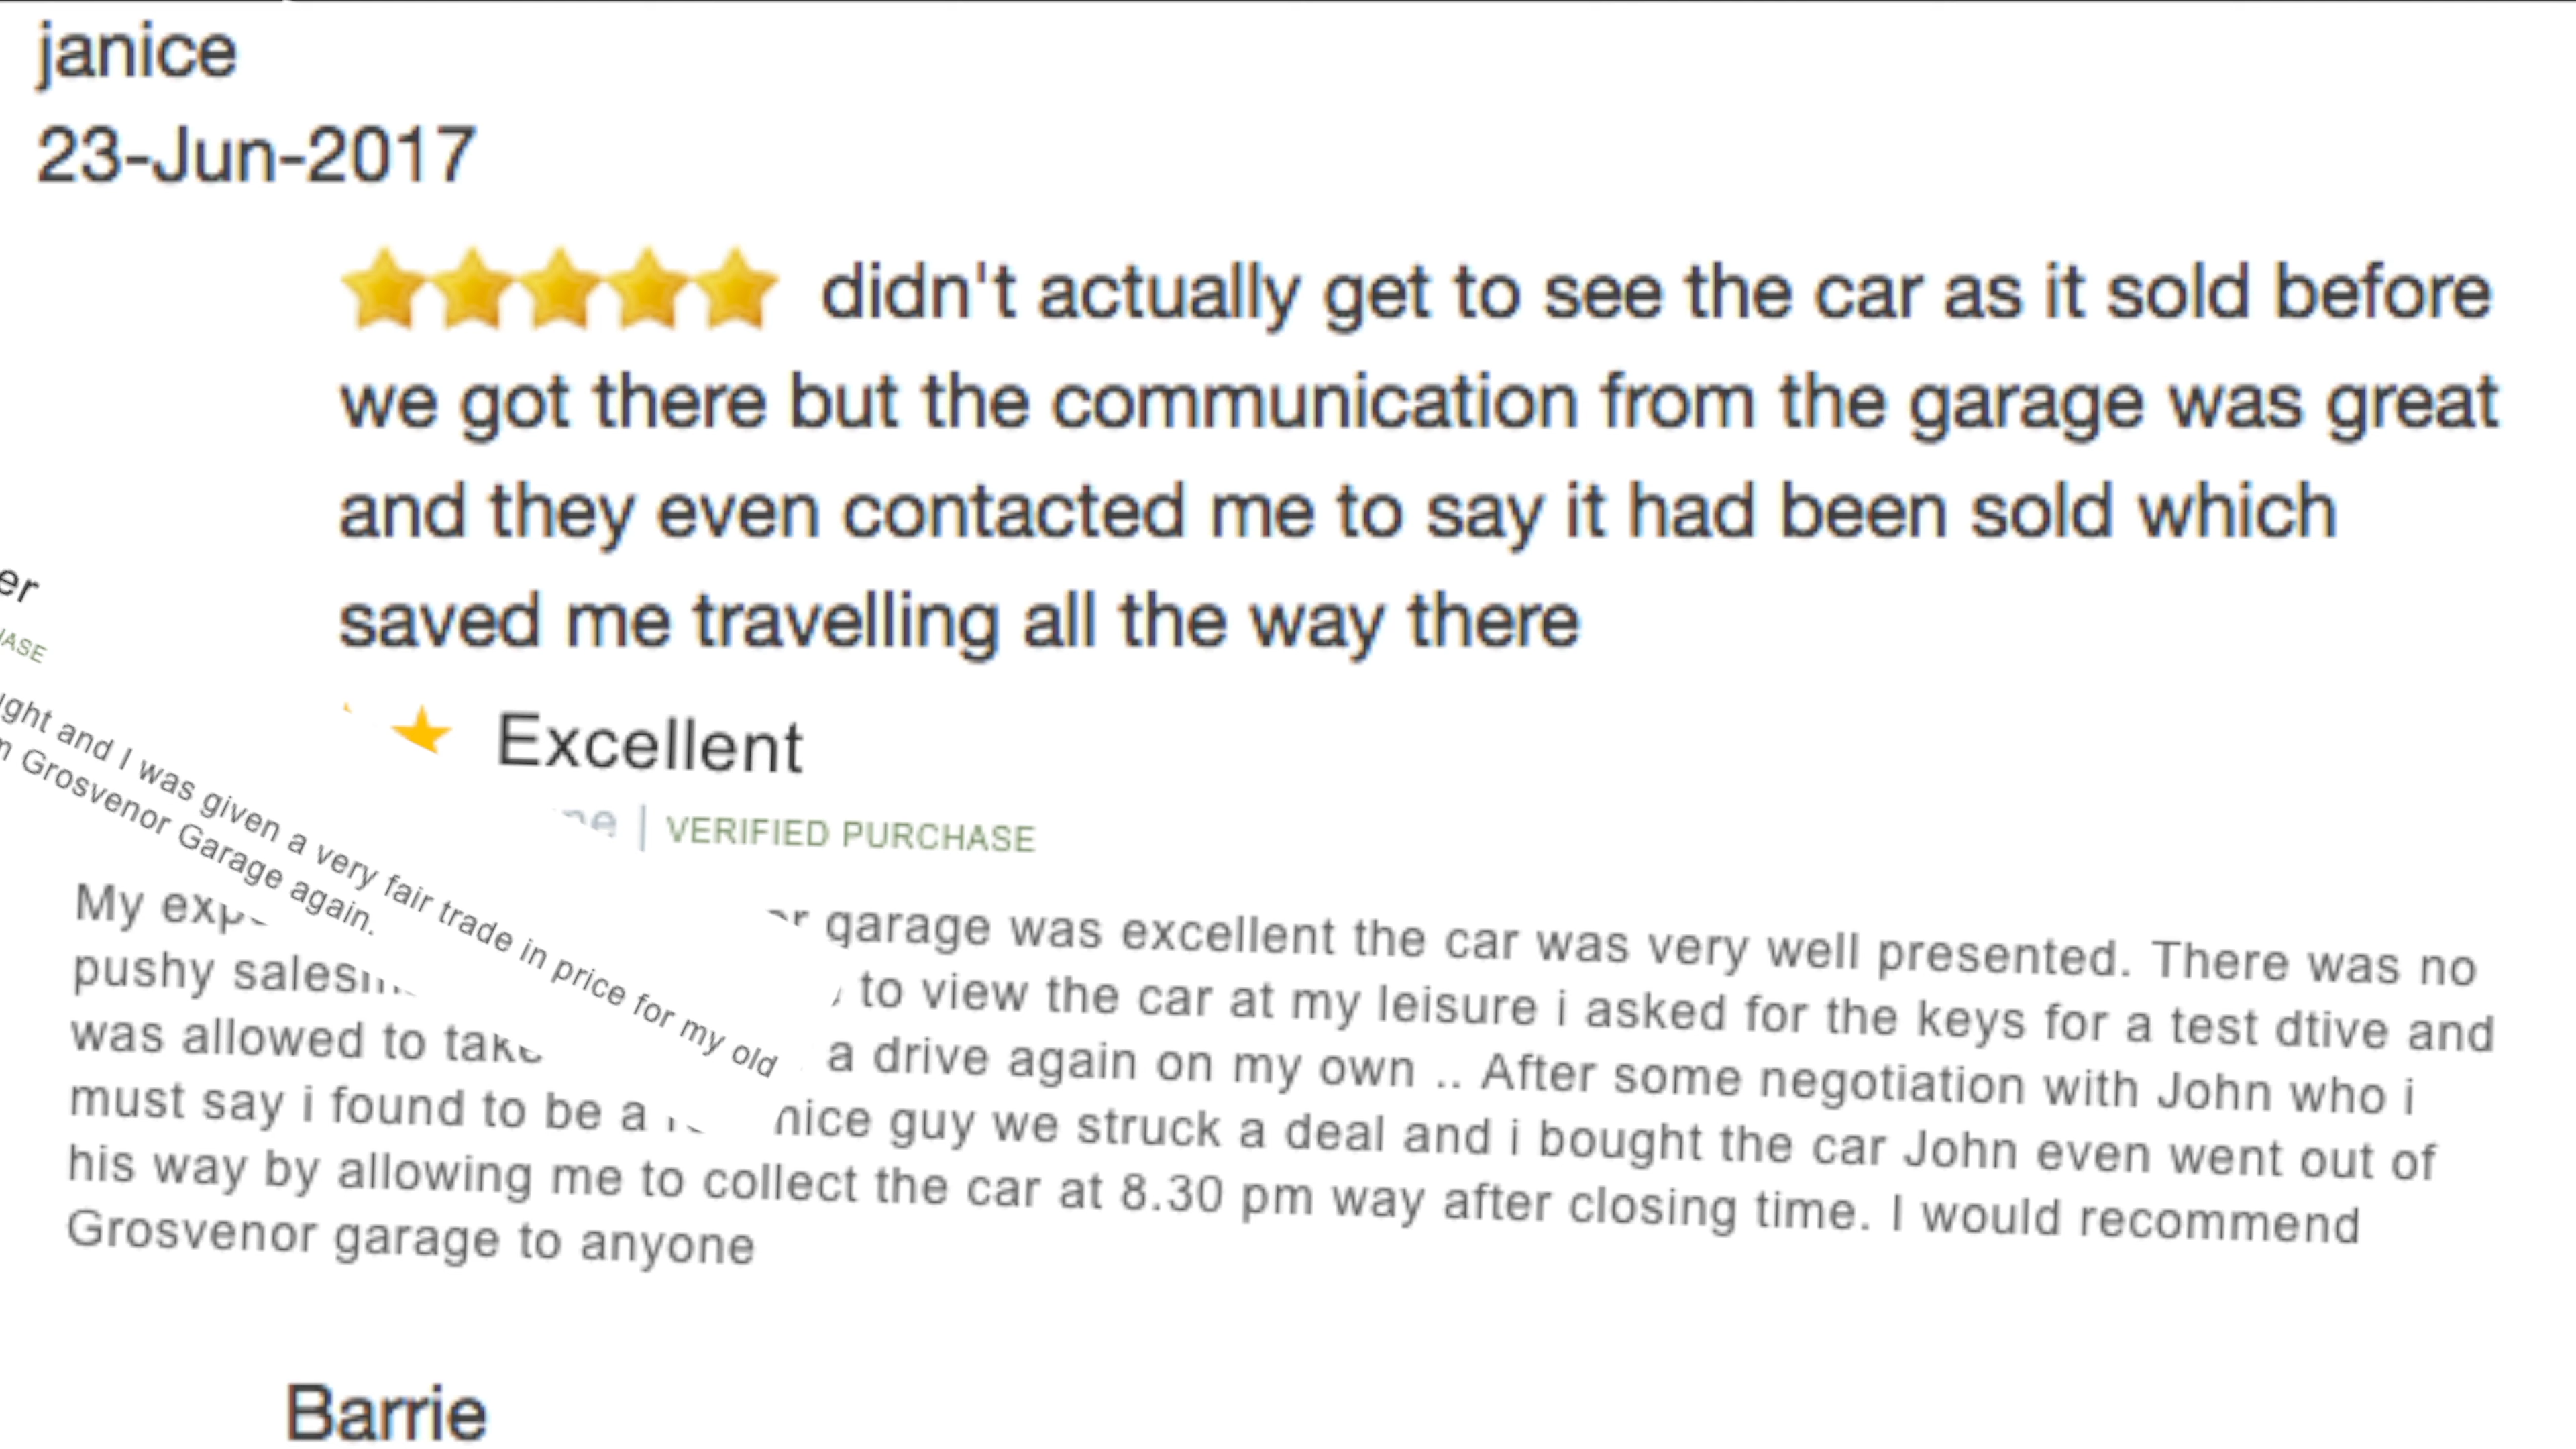 janice
23-Jun-2017
didn't actually get to see the car as it sold before
we got there but the communication from the garage was great
and they even contacted me to say it had been sold which
saved me travelling all the way there
Excellent
VERIFIED PURCHASE
and I was given a very fair trade in price for my old
Grosvenor Garage again.
My garage was excellent the car was very well presented. There was no
pushy to view the car at my leisure i asked for the keys for a test dtive and
was allowed to take a drive again on my own .. After some negotiation with John who i
must say i found to be a nice guy we struck a deal and i bought the car John even went out of
his way by allowing me to collect the car at 8.30 pm way after closing time. I would recommend
Grosvenor garage to anyone
Barrie